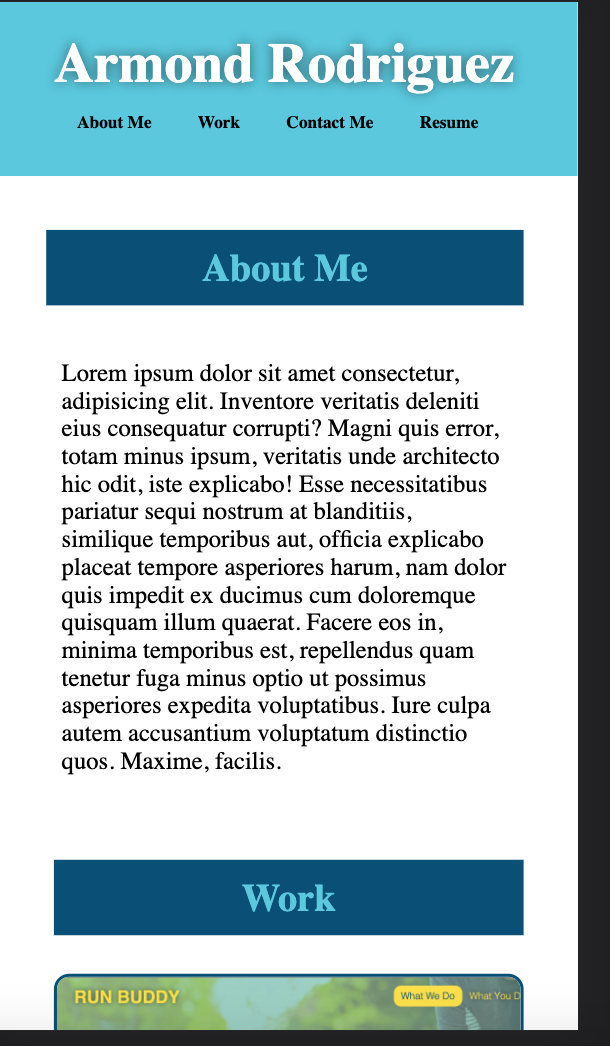 Armond Rodriguez
About Me Work Contact Me Resume
About Me
Lorem ipsum dolor sit amet consectetur,
adipisicing elit. Inventore veritatis deleniti
eius consequatur corrupti? Magni quis error,
totam minus ipsum, veritatis unde architecto
hic odit, iste explicabo! Esse necessitatibus
pariatur sequi nostrum at blanditiis,
similique temporibus aut, officia explicabo
placeat tempore asperiores harum, nam dolor
quis impedit ex ducimus cum doloremque
quisquam illum quaerat. Facere eos in,
minima temporibus est, repellendus quam
tenetur fuga minus optio ut possimus
asperiores expedita voluptatibus. Iure culpa
autem accusantium voluptatum distinctio
quos. Maxime, facilis.
Work
RUN BUDDY What We Do What You D